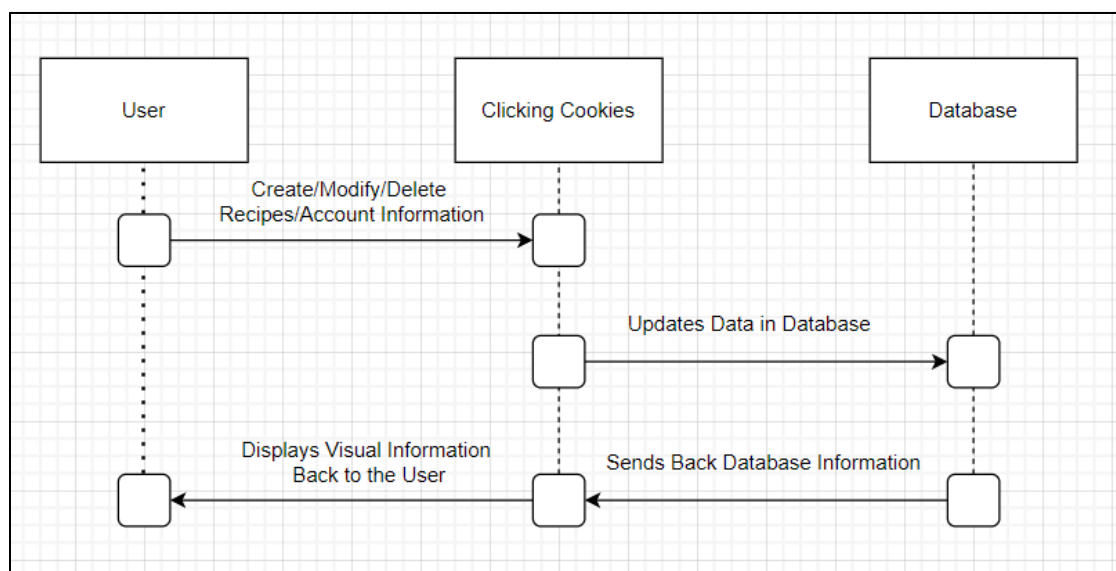 User
Clicking Cookies
Database
Create/Modify/Delete
Recipes/Account Information
Updates Data in Database
Displays Visual Information
Back to the User
Sends Back Database Information